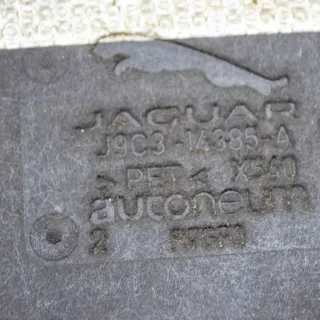 JAGUAR
J9C3-14385-A
>PET< X540
autoneum
2